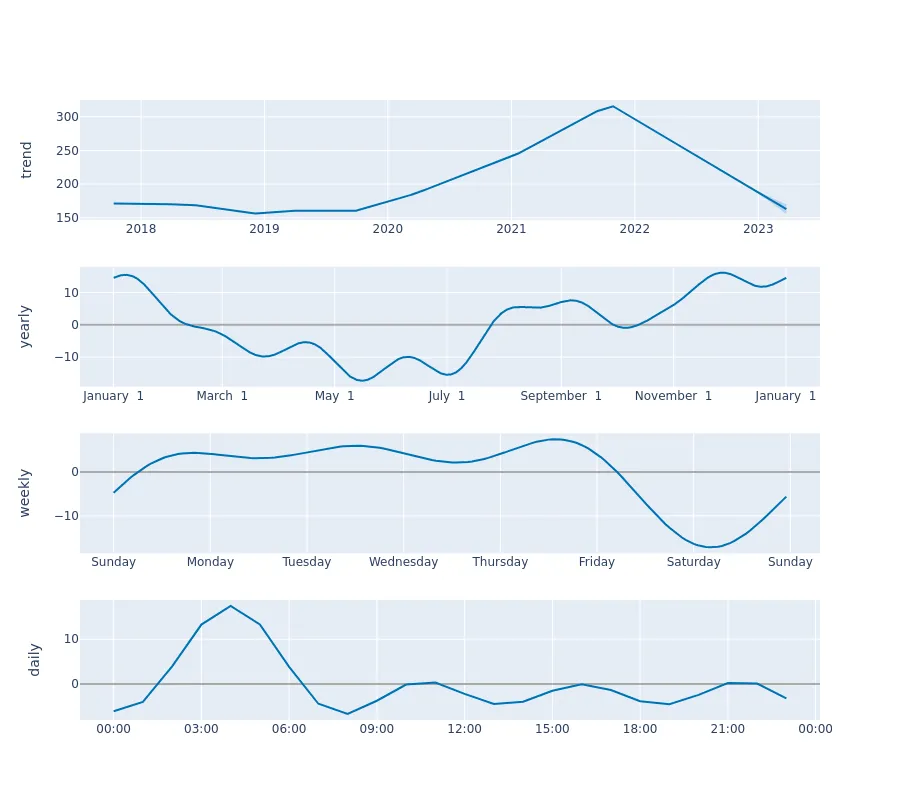 trend
300
250
200
150
2018 2019 2020 2021 2022 2023
yearly
10
0
−10
January 1 March 1 May 1 July 1 September 1 November 1 January 1
weekly
0
−10
Sunday Monday Tuesday Wednesday Thursday Friday Saturday Sunday
daily
10
0
00:00 03:00 06:00 09:00 12:00 15:00 18:00 21:00 00:00